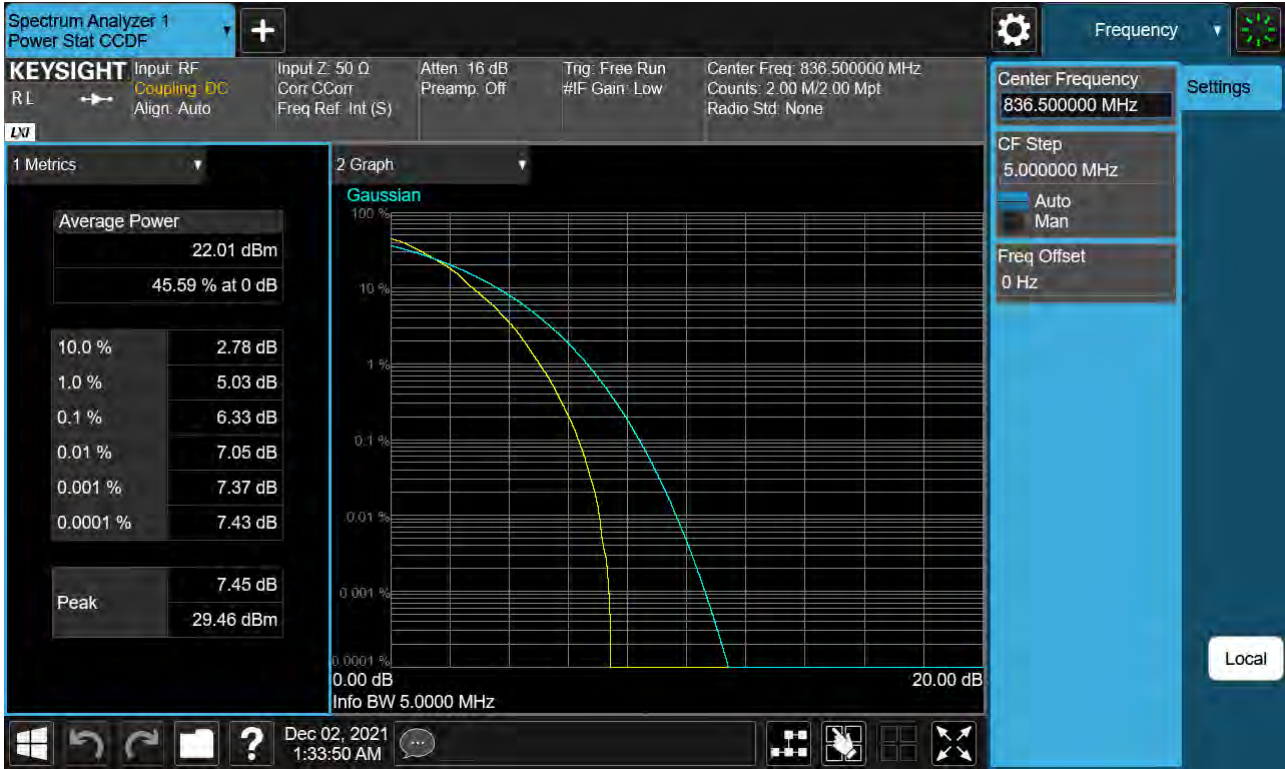 Spectrum Analyzer 1
Power Stat CCDF
Frequency
KEYSIGHT
R L
LXI
Input: RF
Coupling: DC
Align: Auto
Input Z: 50 Ω
Corr CCorr
Freq Ref: Int (S)
Atten: 16 dB
Preamp: Off
Trig: Free Run
#IF Gain: Low
Center Freq: 836.500000 MHz
Counts: 2.00 M/2.00 Mpt
Radio Std: None
Center Frequency
836.500000 MHz
Settings
CF Step
5.000000 MHz
Auto
Man
Freq Offset
0 Hz
Local
1 Metrics
Average Power
22.01 dBm
45.59 % at 0 dB
10.0 % 2.78 dB
1.0 % 5.03 dB
0.1 % 6.33 dB
0.01 % 7.05 dB
0.001 % 7.37 dB
0.0001 % 7.43 dB
Peak
7.45 dB
29.46 dBm
2 Graph
Gaussian
100 %
10 %
1 %
0.1 %
0.01 %
0.001 %
0.0001 %
0.00 dB 20.00 dB
Info BW 5.0000 MHz
?
Dec 02, 2021
1:33:50 AM